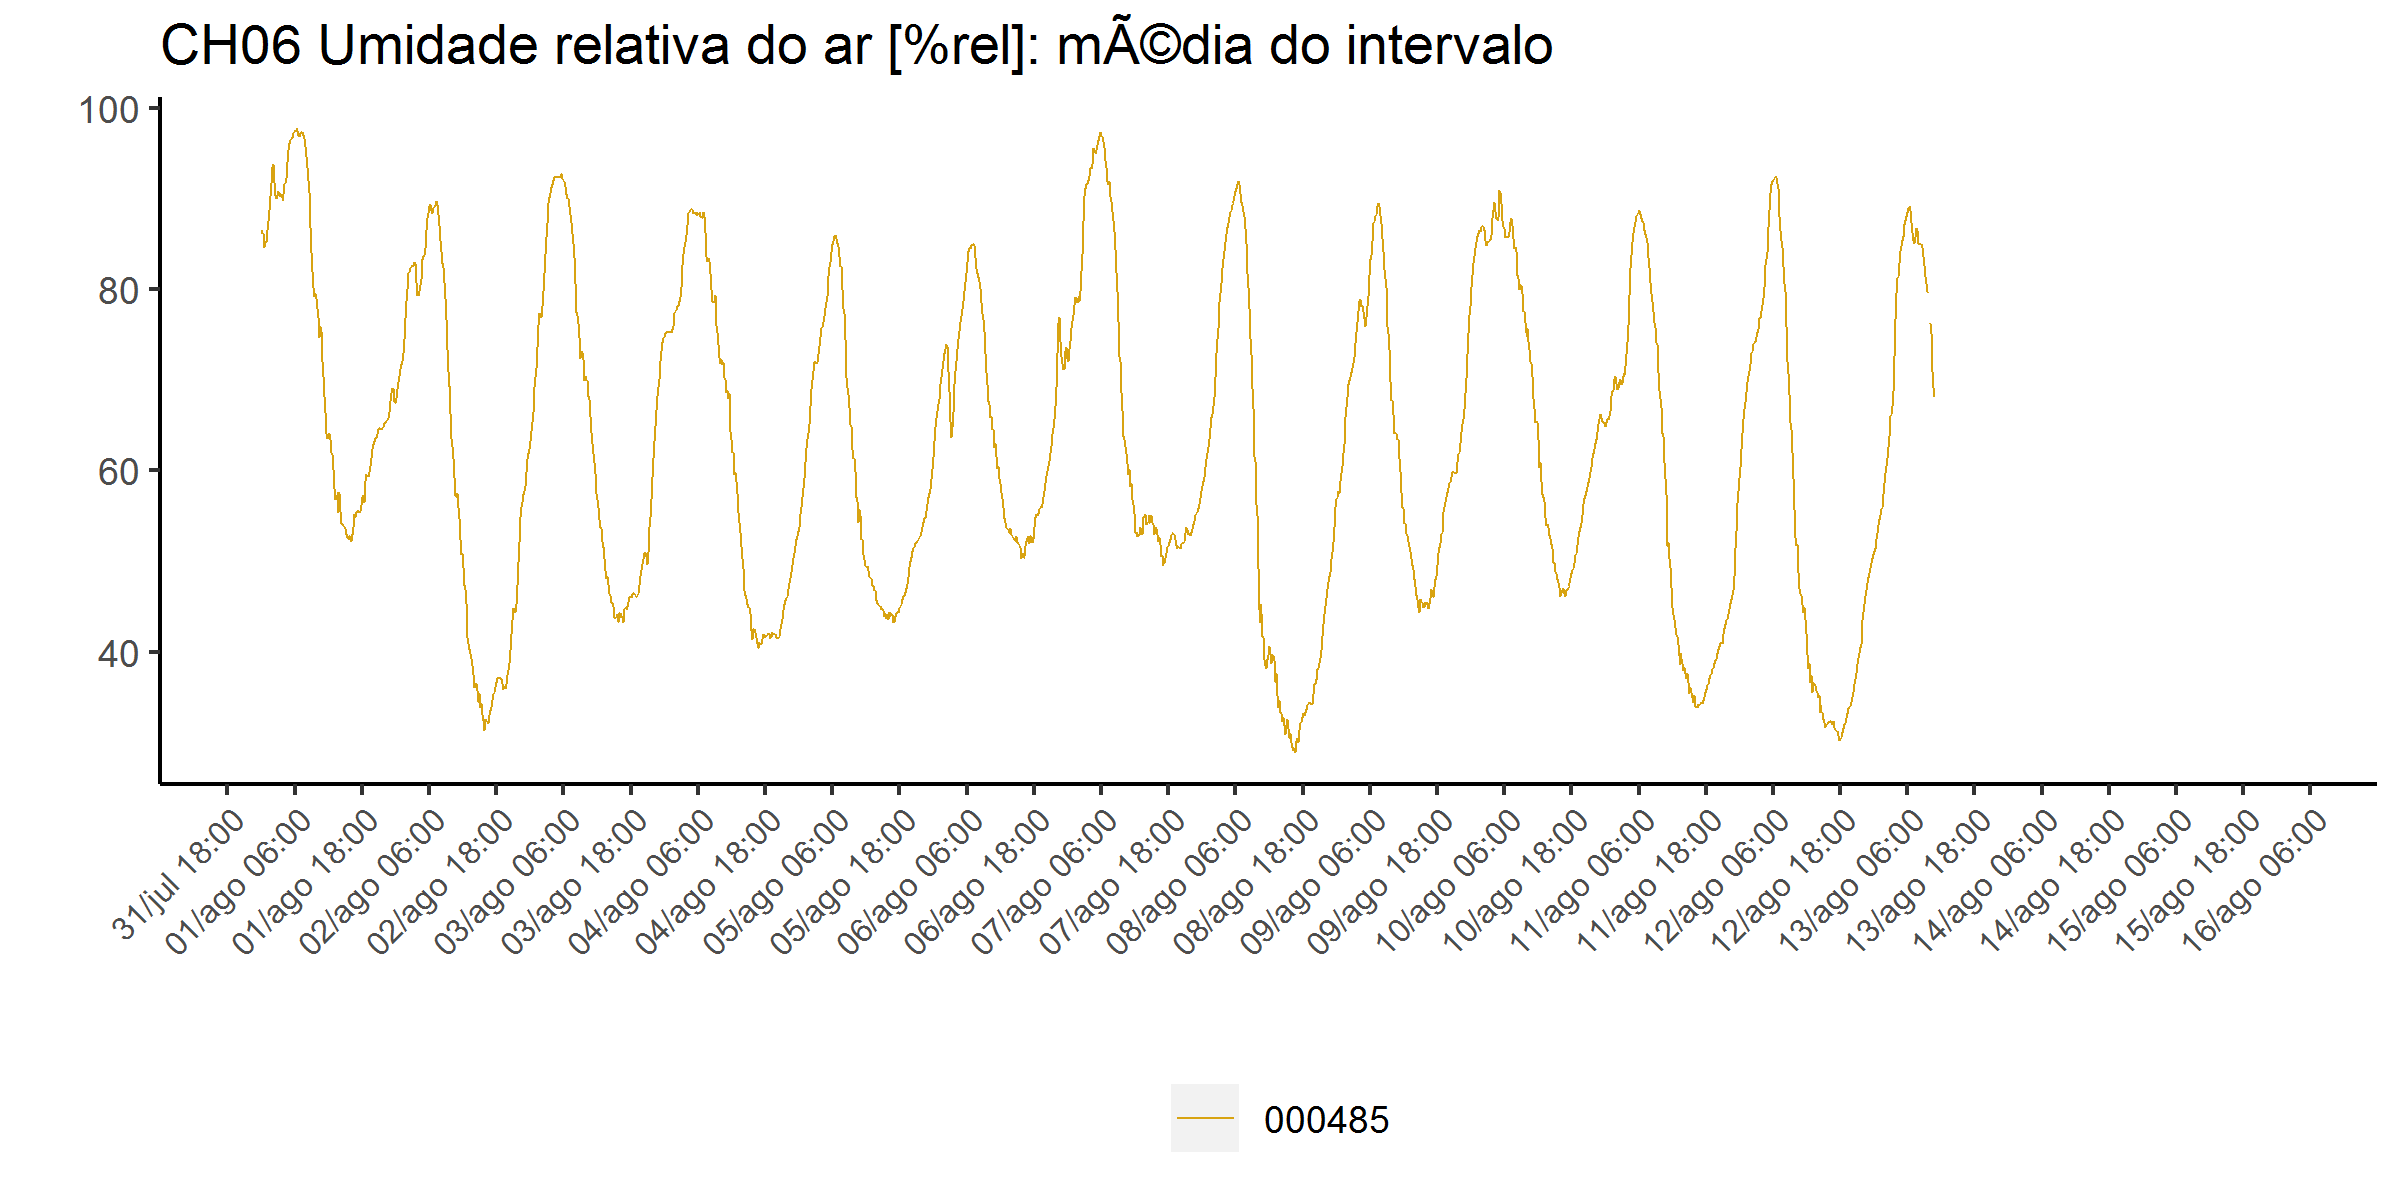 CH06 Umidade relativa do ar [%rel]: mÃ©dia do intervalo
100
80
60
40
31/jul 18:00
01/ago 06:00
01/ago 18:00
02/ago 06:00
02/ago 18:00
03/ago 06:00
03/ago 18:00
04/ago 06:00
04/ago 18:00
05/ago 06:00
05/ago 18:00
06/ago 06:00
06/ago 18:00
07/ago 06:00
07/ago 18:00
08/ago 06:00
08/ago 18:00
09/ago 06:00
09/ago 18:00
10/ago 06:00
10/ago 18:00
11/ago 06:00
11/ago 18:00
12/ago 06:00
12/ago 18:00
13/ago 06:00
13/ago 18:00
14/ago 06:00
14/ago 18:00
15/ago 06:00
15/ago 18:00
16/ago 06:00
000485